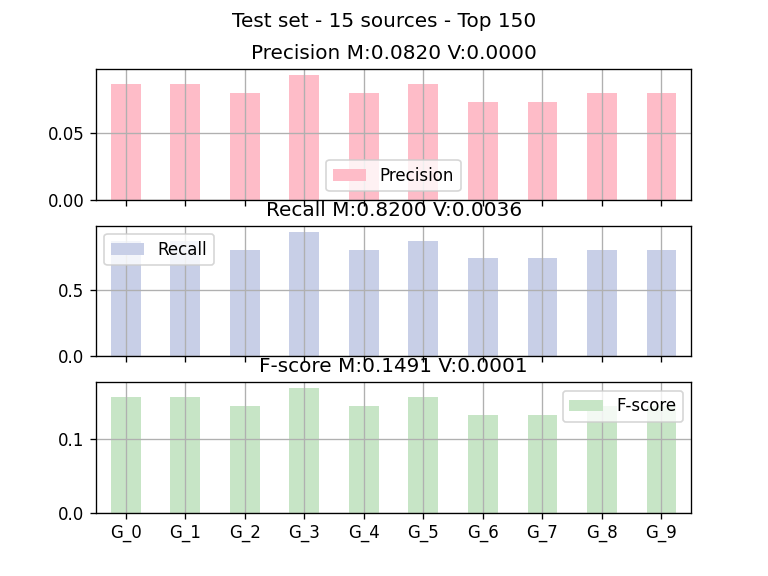 Test set - 15 sources - Top 150
Precision M:0.0820 V:0.0000
0.05
0.00
Precision
Recall M:0.8200 V:0.0036
Recall
0.5
0.0
F-score M:0.1491 V:0.0001
F-score
0.1
0.0
G_0 G_1 G_2 G_3 G_4 G_5 G_6 G_7 G_8 G_9